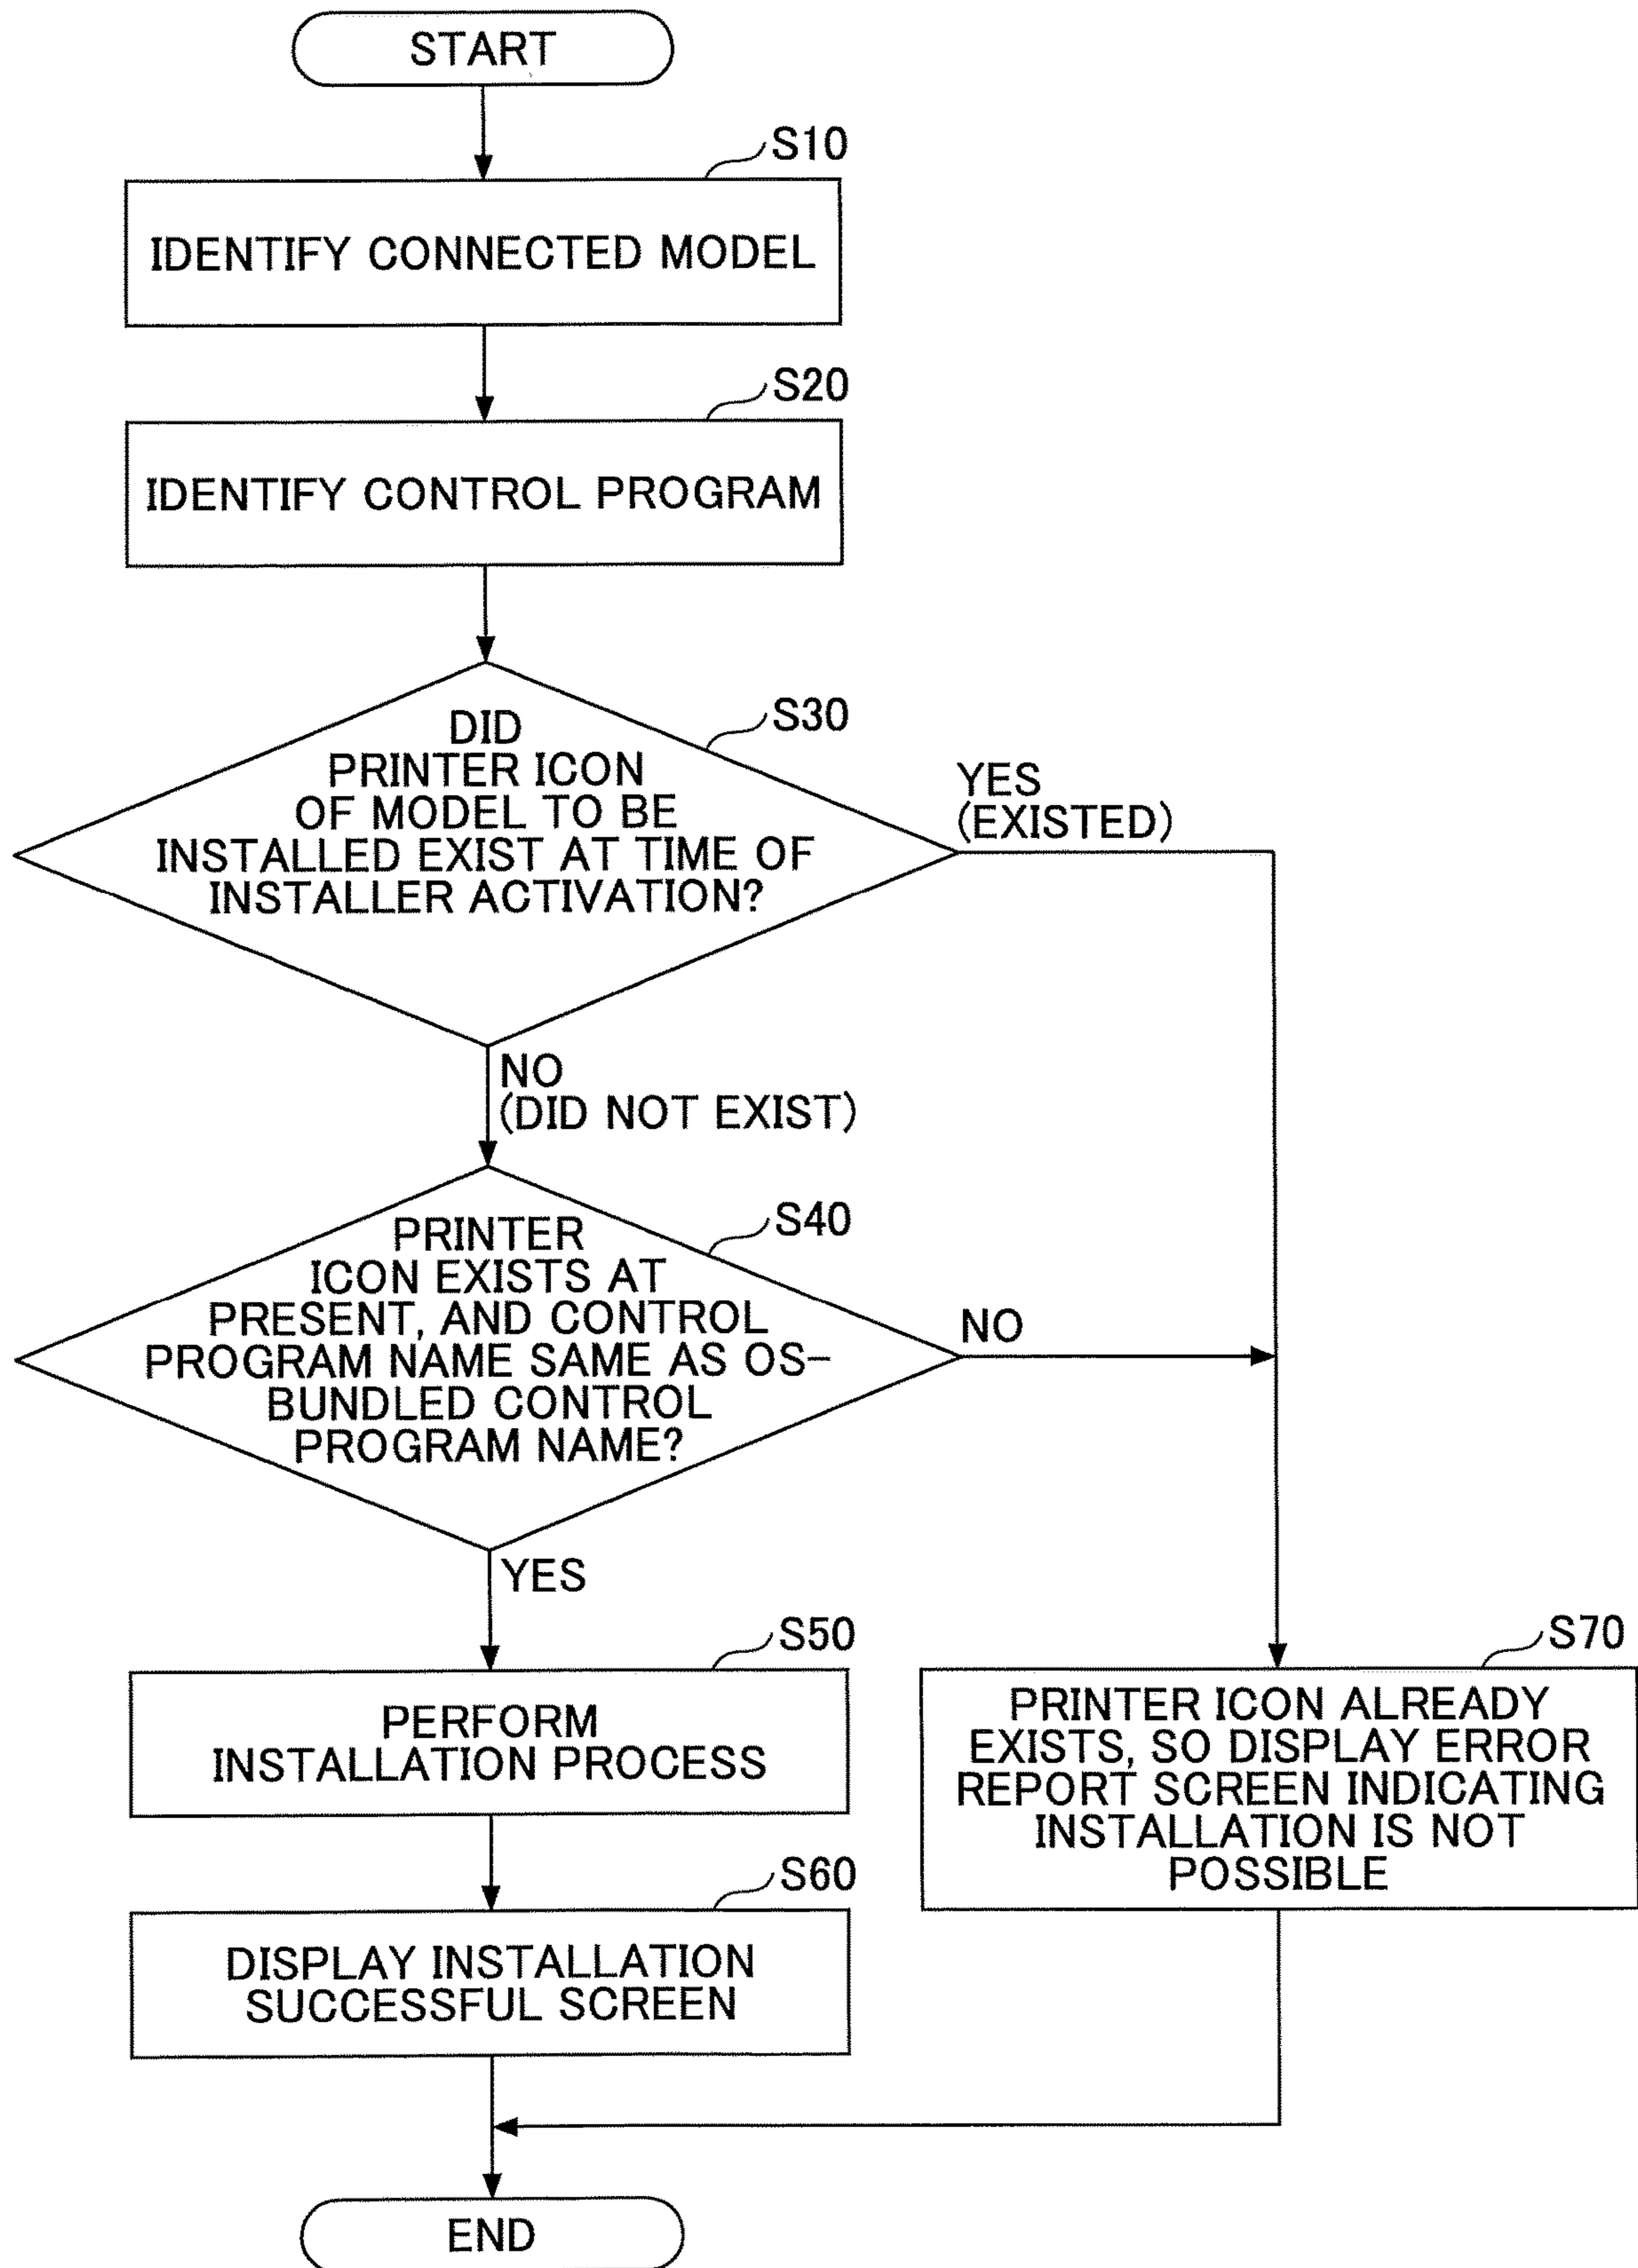 START
S10
IDENTIFY CONNECTED MODEL
S20
IDENTIFY CONTROL PROGRAM
S30
DID
PRINTER ICON
OF MODEL TO BE
INSTALLED EXIST AT TIME OF
INSTALLER ACTIVATION?
YES
(EXISTED)
NO
(DID NOT EXIST)
S40
PRINTER
ICON EXISTS AT
PRESENT, AND CONTROL
PROGRAM NAME SAME AS OS-
BUNDLED CONTROL
PROGRAM NAME?
NO
YES
S50
PERFORM
INSTALLATION PROCESS
S70
PRINTER ICON ALREADY
EXISTS, SO DISPLAY ERROR
REPORT SCREEN INDICATING
INSTALLATION IS NOT
POSSIBLE
S60
DISPLAY INSTALLATION
SUCCESSFUL SCREEN
END